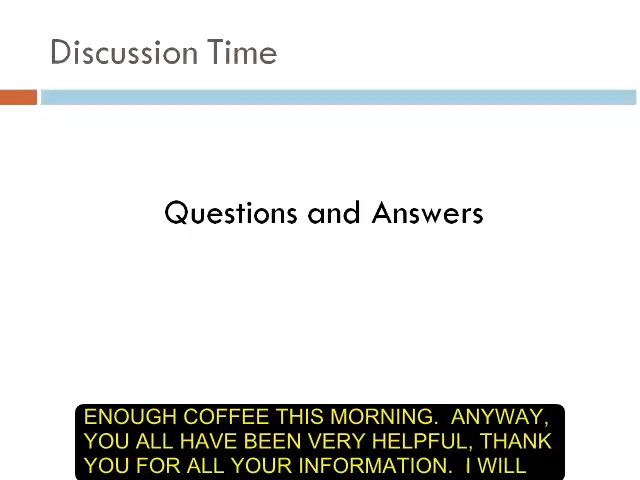 Discussion Time
Questions and Answers
ENOUGH COFFEE THIS MORNING.  ANYWAY,
YOU ALL HAVE BEEN VERY HELPFUL, THANK
YOU FOR ALL YOUR INFORMATION.  I WILL